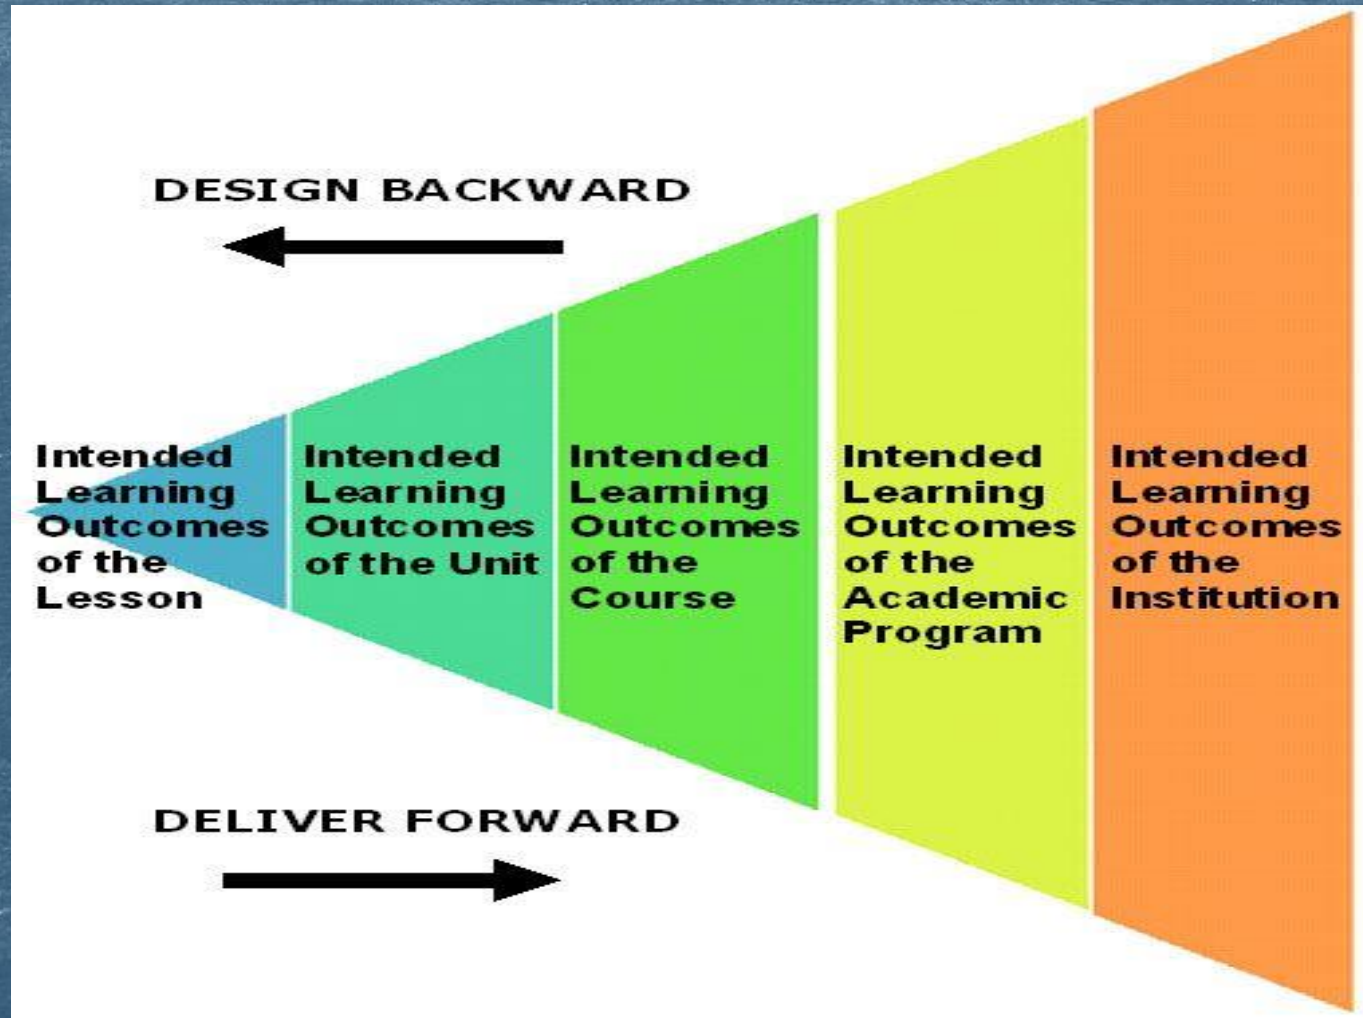 DESIGN BACKWARD
Intended
Learning
Outcomes
of the
Lesson
Intended
Learning
Outcomes
of the Unit
Intended
Learning
Outcomes
of the
Course
Intended
Learning
Outcomes
of the
Academic
Program
Intended
Learning
Outcomes
of the
Institution
DELIVER FORWARD